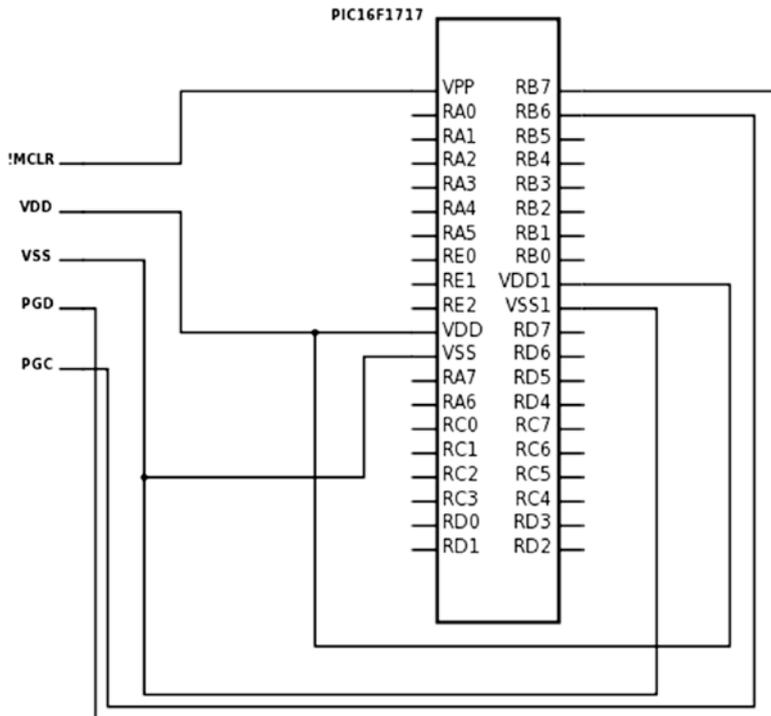 PIC16F1717
VPP RB7
RA0 RB6
RA1 RB5
!MCLR RA2 RB4
RA3 RB3
VDD RA4 RB2
RA5 RB1
VSS RE0 RB0
RE1 VDD1
PGD RE2 VSS1
VDD RD7
VSS RD6
PGC
RA7 RD5
RA6 RD4
RC0 RC7
RC1 RC6
RC2 RC5
RC3 RC4
RD0 RD3
RD1 RD2